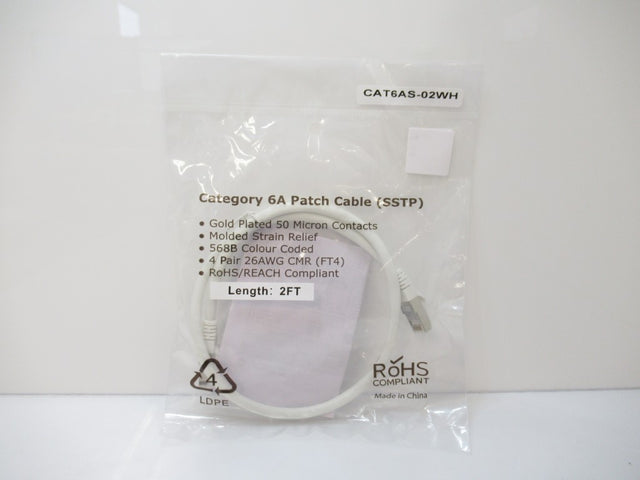 CAT6AS-02WH
Category 6A Patch Cable (SSTP)
• Gold Plated 50 Micron Contacts
• Molded Strain Relief
• 568B Colour Coded
• 4 Pair 26AWG CMR (FT4)
• RoHS/REACH Compliant
Length: 2FT
4
LDPE
RoHS
COMPLIANT
Made in China